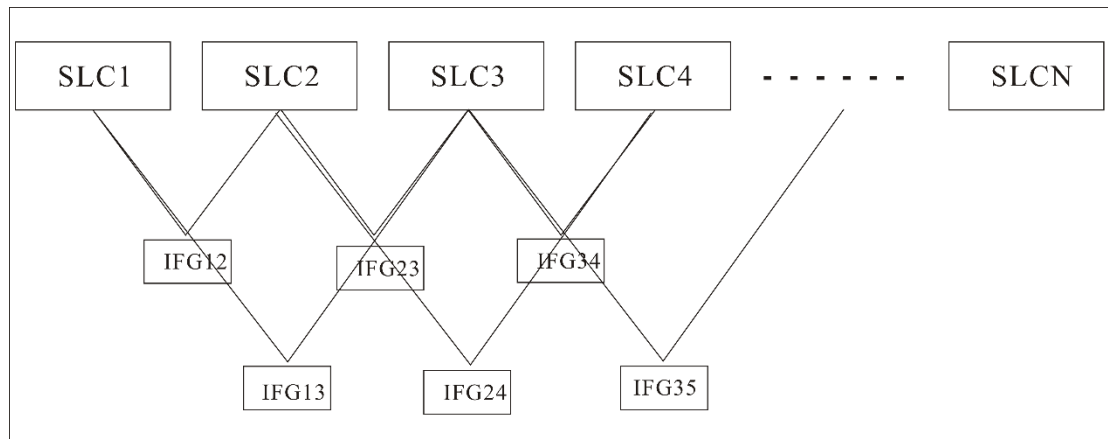 SLC1 SLC2 SLC3 SLC4 - - - - - - SLCN
IFG12 IFG23 IFG34
IFG13 IFG24 IFG35